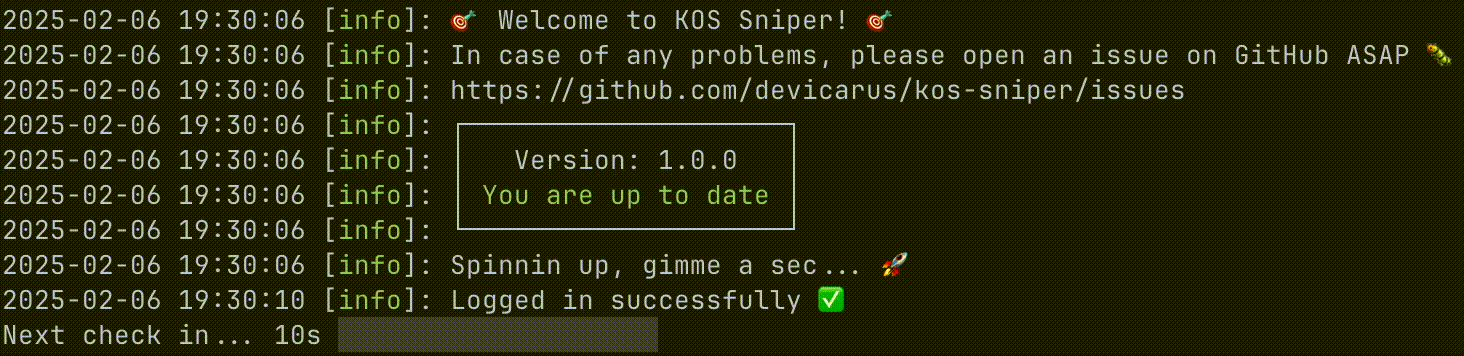 2025-02-06 19:30:06 [info]: 🎯 Welcome to KOS Sniper! 🎯
2025-02-06 19:30:06 [info]: In case of any problems, please open an issue on GitHub ASAP 🐛
2025-02-06 19:30:06 [info]: https://github.com/devicarus/kos-sniper/issues
2025-02-06 19:30:06 [info]:
2025-02-06 19:30:06 [info]: Version: 1.0.0
2025-02-06 19:30:06 [info]: You are up to date
2025-02-06 19:30:06 [info]:
2025-02-06 19:30:06 [info]: Spinnin up, gimme a sec... 🚀
2025-02-06 19:30:10 [info]: Logged in successfully ✅
Next check in... 10s